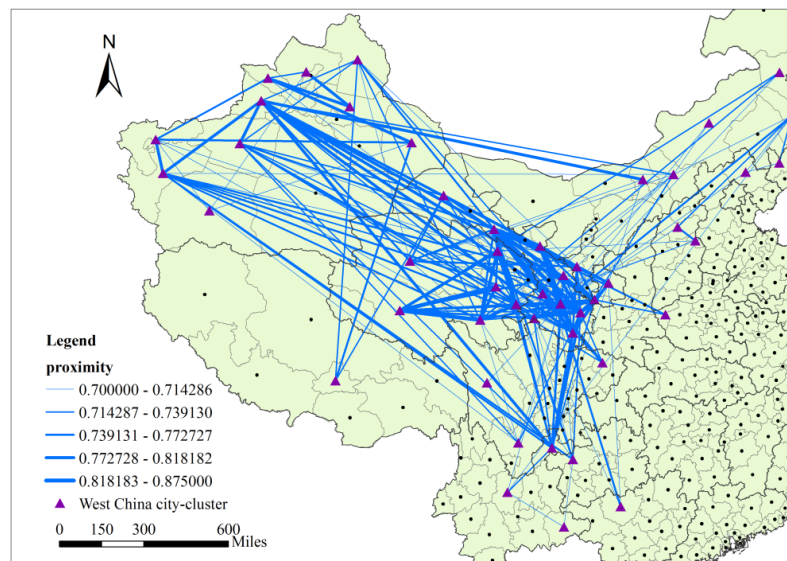 N
Legend
proximity
0.700000 - 0.714286
0.714287 - 0.739130
0.739131 - 0.772727
0.772728 - 0.818182
0.818183 - 0.875000
West China city-cluster
0 150 300 600
Miles